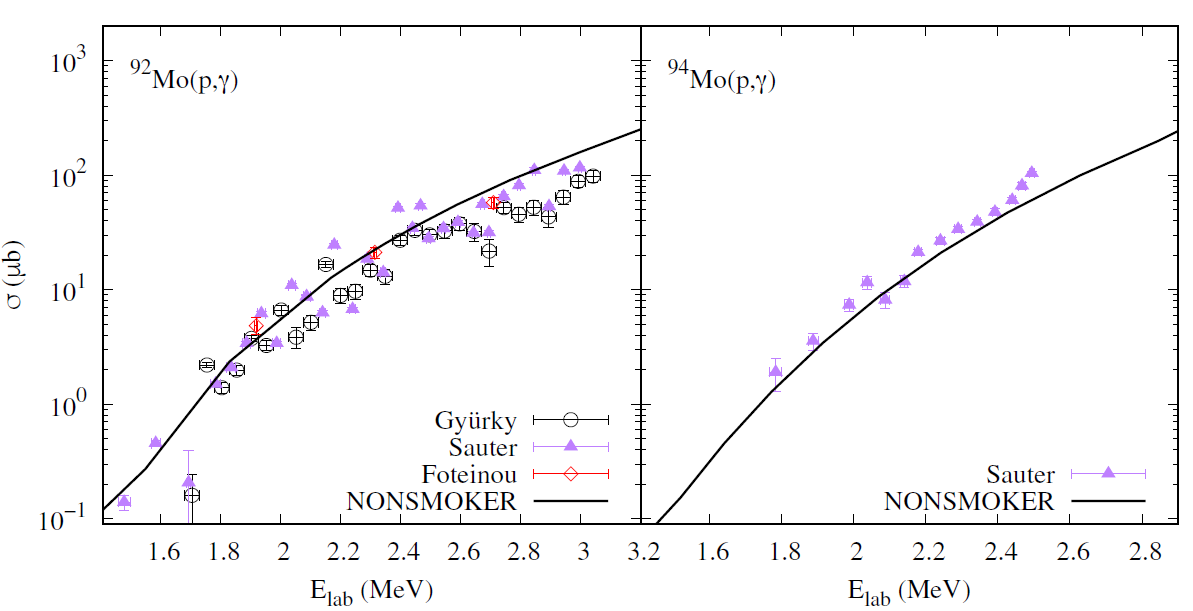 ⁹²Mo(p,γ)
⁹⁴Mo(p,γ)
10³
10²
10¹
10⁰
10⁻¹
σ (μb)
Gyürky
Sauter
Foteinou
NONSMOKER
Sauter
NONSMOKER
1.6 1.8 2 2.2 2.4 2.6 2.8 3 3.2 1.6 1.8 2 2.2 2.4 2.6 2.8
E_lab (MeV)
E_lab (MeV)